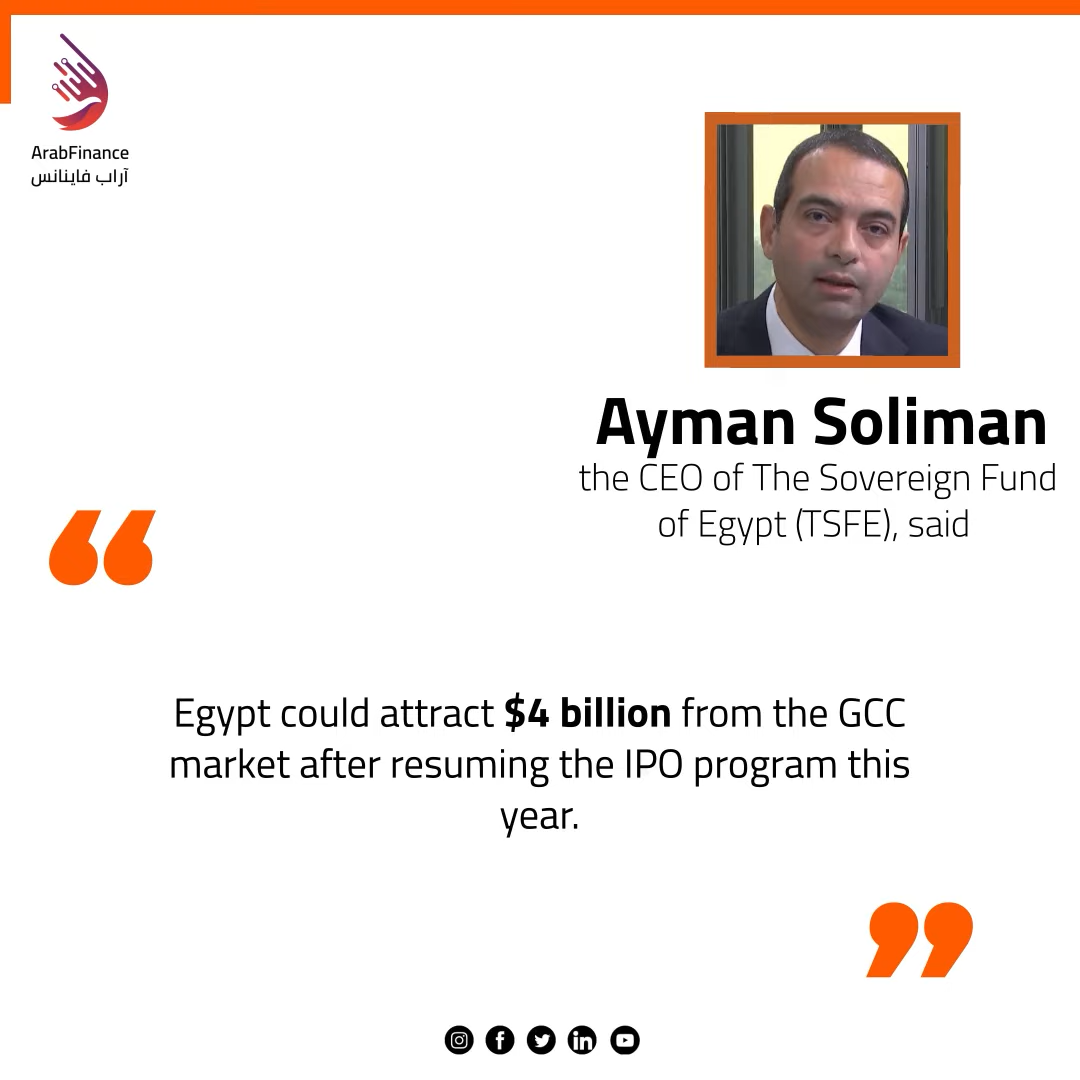 ArabFinance
آراب فاينانس
Ayman Soliman
the CEO of The Sovereign Fund
of Egypt (TSFE), said
“
Egypt could attract $4 billion from the GCC
market after resuming the IPO program this
year.
”